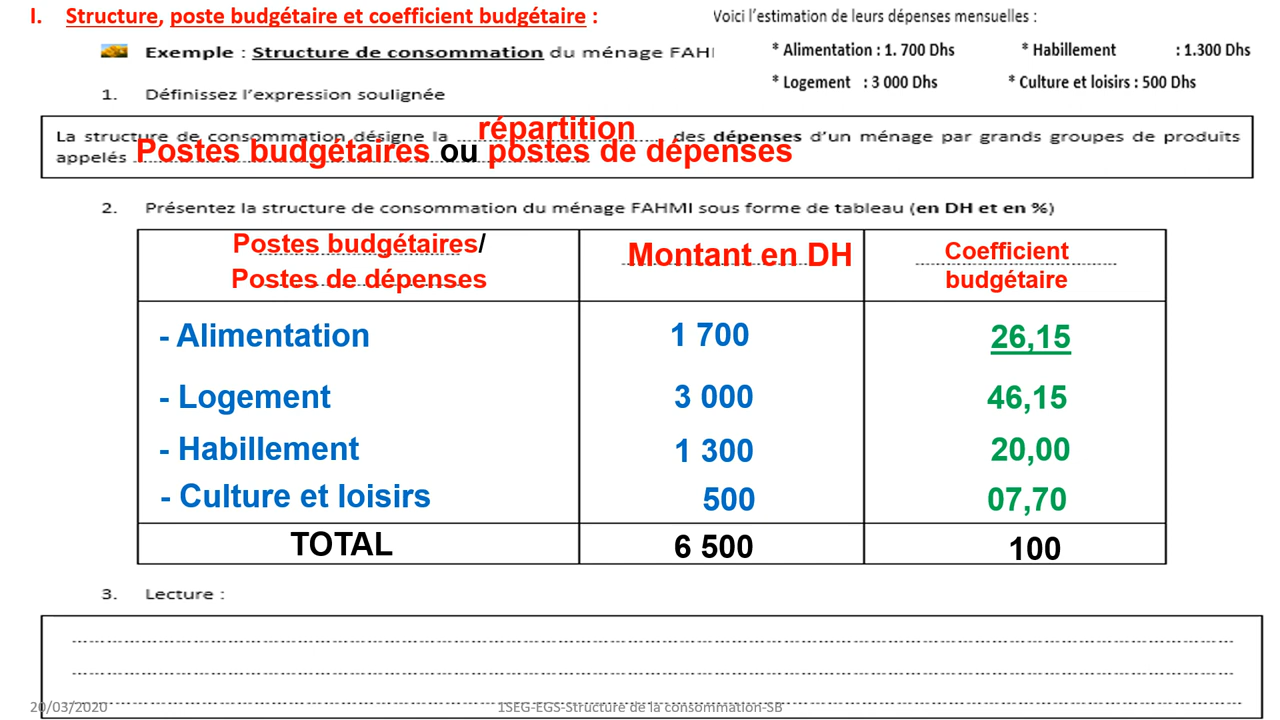 I. Structure, poste budgétaire et coefficient budgétaire :
Voici l'estimation de leurs dépenses mensuelles :
Exemple : Structure de consommation du ménage FAHI
* Alimentation : 1. 700 Dhs * Habillement : 1.300 Dhs
* Logement : 3 000 Dhs * Culture et loisirs : 500 Dhs
1. Définissez l'expression soulignée
La structure de consommation désigne la répartition des dépenses d'un ménage par grands groupes de produits
appelés Postes budgétaires ou postes de dépenses
2. Présentez la structure de consommation du ménage FAHMI sous forme de tableau (en DH et en %)
Postes budgétaires/
Postes de dépenses
Montant en DH
Coefficient
budgétaire
- Alimentation 1 700 26,15
- Logement 3 000 46,15
- Habillement 1 300 20,00
- Culture et loisirs 500 07,70
TOTAL 6 500 100
3. Lecture :
20/03/2020 1SEG-EGS-Structure de la consommation-SB